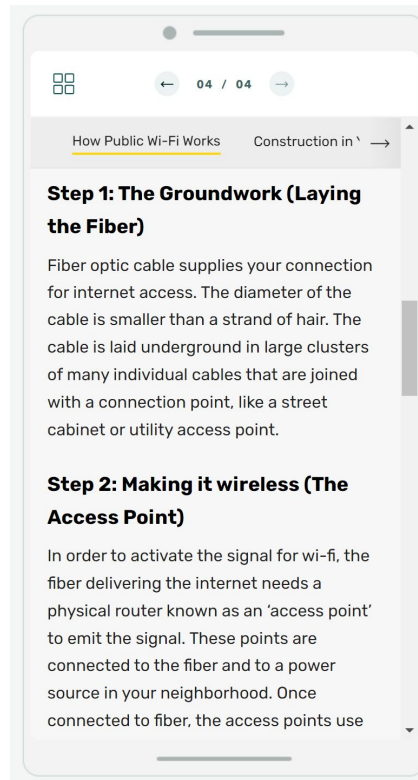 04 / 04
How Public Wi-Fi Works Construction in
Step 1: The Groundwork (Laying
the Fiber)
Fiber optic cable supplies your connection
for internet access. The diameter of the
cable is smaller than a strand of hair. The
cable is laid underground in large clusters
of many individual cables that are joined
with a connection point, like a street
cabinet or utility access point.
Step 2: Making it wireless (The
Access Point)
In order to activate the signal for wi-fi, the
fiber delivering the internet needs a
physical router known as an ‘access point’
to emit the signal. These points are
connected to the fiber and to a power
source in your neighborhood. Once
connected to fiber, the access points use